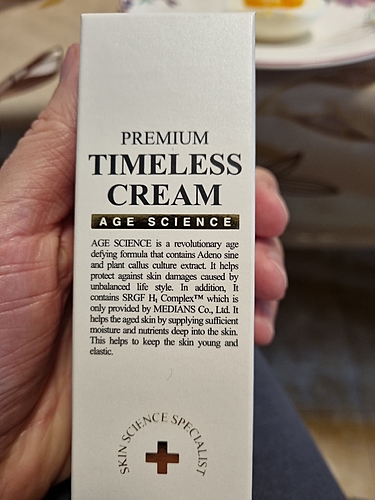 PREMIUM
TIMELESS
CREAM
AGE SCIENCE
AGE SCIENCE is a revolutionary age
defying formula that contains Adeno sine
and plant callus culture extract. It helps
protect against skin damages caused by
unbalanced life style. In addition, It
contains SRGF H₁ Complex™ which is
only provided by MEDIANS Co., Ltd. It
helps the aged skin by supplying sufficient
moisture and nutrients deep into the skin.
This helps to keep the skin young and
elastic.
SKIN SCIENCE SPECIALIST